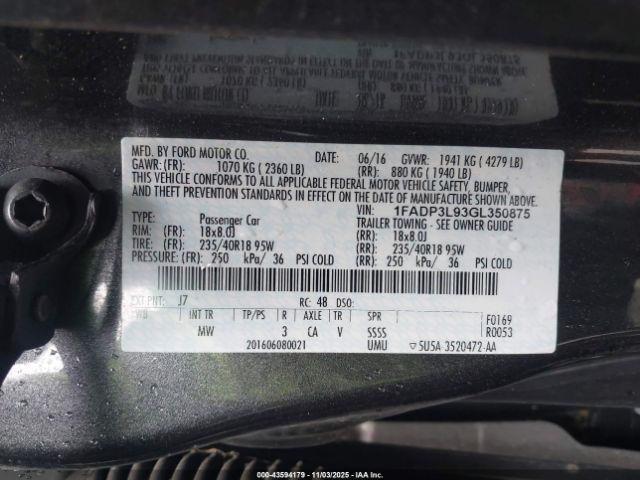 MFD. BY FORD MOTOR CO. DATE: 06/16 GVWR: 1941 KG ( 4279 LB)
GAWR: (FR): 1070 KG ( 2360 LB) (RR): 880 KG ( 1940 LB)
THIS VEHICLE CONFORMS TO ALL APPLICABLE FEDERAL MOTOR VEHICLE SAFETY, BUMPER,
AND THEFT PREVENTION STANDARDS IN EFFECT ON THE DATE OF MANUFACTURE SHOWN ABOVE.
VIN: 1FADP3L93GL350875
TYPE: Passenger Car TRAILER TOWING - SEE OWNER GUIDE
RIM: (FR): 18x8.0J (RR): 18x8.0J
TIRE: (FR): 235/40R18 95W (RR): 235/40R18 95W
PRESSURE: (FR): 250 kPa/ 36 PSI COLD (RR): 250 kPa/ 36 PSI COLD
EXT PNT: J7 RC: 48 DSO:
WB INT TR TP/PS R AXLE TR SPR F0169
MW 3 CA V SSSS R0053
201606080021 UMU ▽5U5A 3520472-AA
000-43594179 - 11/03/2025 - COPYRIGHT IAA, LLC.